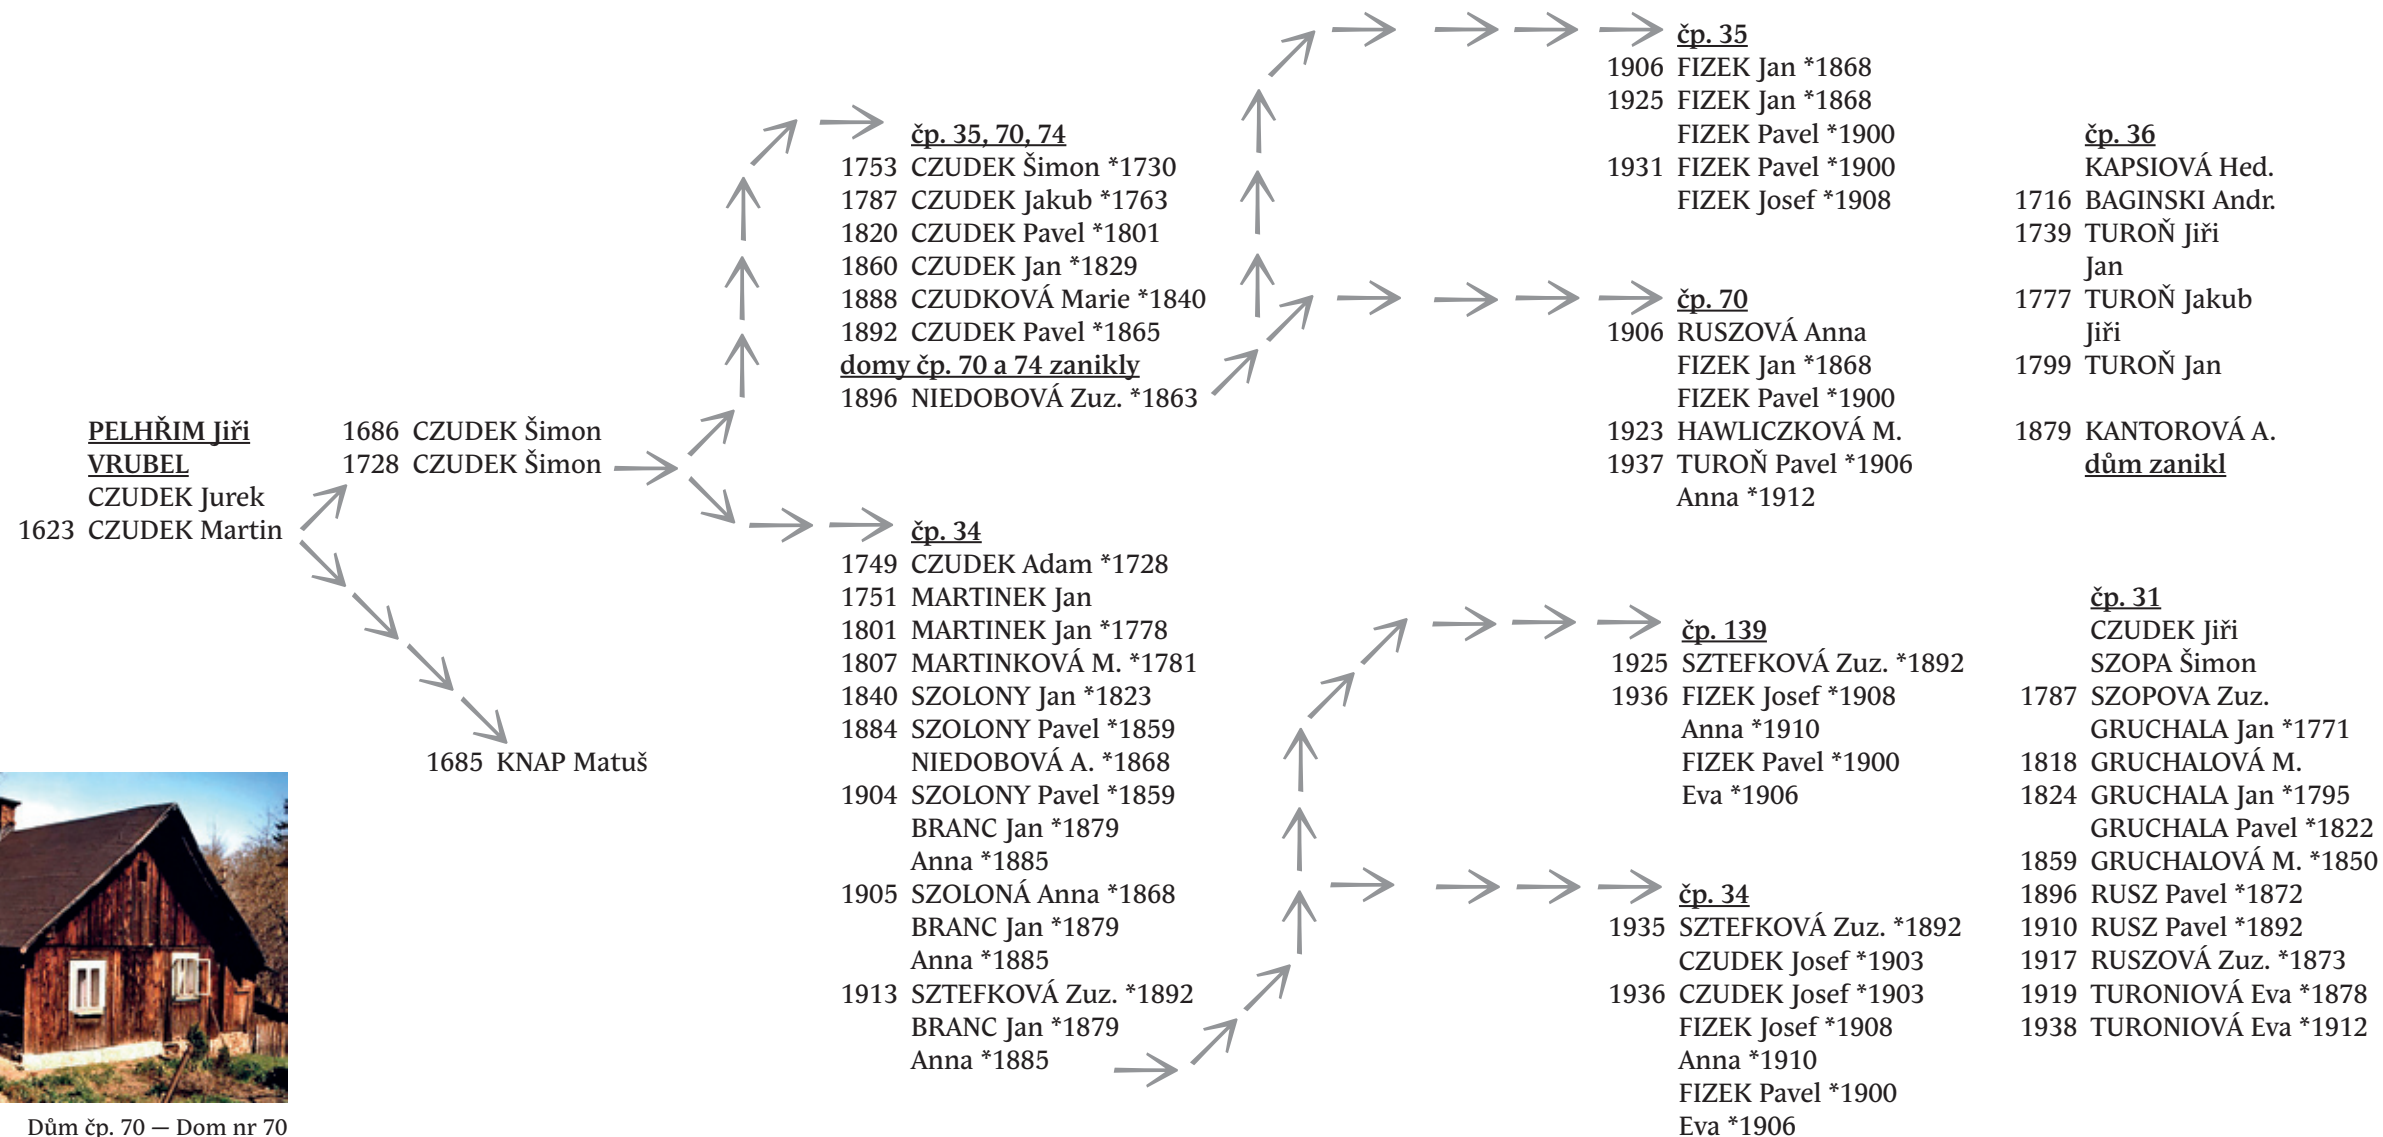 PELHŘIM Jiři
VRUBEL
CZUDEK Jurek
1623 CZUDEK Martin
1686 CZUDEK Šimon
1728 CZUDEK Šimon
1685 KNAP Matuš
čp. 35, 70, 74
1753 CZUDEK Šimon *1730
1787 CZUDEK Jakub *1763
1820 CZUDEK Pavel *1801
1860 CZUDEK Jan *1829
1888 CZUDKOVÁ Marie *1840
1892 CZUDEK Pavel *1865
domy čp. 70 a 74 zanikly
1896 NIEDOBOVÁ Zuz. *1863
čp. 34
1749 CZUDEK Adam *1728
1751 MARTINEK Jan
1801 MARTINEK Jan *1778
1807 MARTINKOVÁ M. *1781
1840 SZOLONY Jan *1823
1884 SZOLONY Pavel *1859
NIEDOBOVÁ A. *1868
1904 SZOLONY Pavel *1859
BRANC Jan *1879
Anna *1885
1905 SZOLONÁ Anna *1868
BRANC Jan *1879
Anna *1885
1913 SZTEFKOVÁ Zuz. *1892
BRANC Jan *1879
Anna *1885
čp. 35
1906 FIZEK Jan *1868
1925 FIZEK Jan *1868
FIZEK Pavel *1900
1931 FIZEK Pavel *1900
FIZEK Josef *1908
čp. 70
1906 RUSZOVÁ Anna
FIZEK Jan *1868
FIZEK Pavel *1900
1923 HAWLICZKOVÁ M.
1937 TUROŇ Pavel *1906
Anna *1912
čp. 139
1925 SZTEFKOVÁ Zuz. *1892
1936 FIZEK Josef *1908
Anna *1910
FIZEK Pavel *1900
Eva *1906
čp. 34
1935 SZTEFKOVÁ Zuz. *1892
CZUDEK Josef *1903
1936 CZUDEK Josef *1903
FIZEK Josef *1908
Anna *1910
FIZEK Pavel *1900
Eva *1906
čp. 36
KAPSIOVÁ Hed.
1716 BAGINSKI Andr.
1739 TUROŇ Jiři
Jan
1777 TUROŇ Jakub
Jiři
1799 TUROŇ Jan
1879 KANTOROVÁ A.
dům zanikl
čp. 31
CZUDEK Jiři
SZOPA Šimon
1787 SZOPOVA Zuz.
GRUCHALA Jan *1771
1818 GRUCHALOVÁ M.
1824 GRUCHALA Jan *1795
GRUCHALA Pavel *1822
1859 GRUCHALOVÁ M. *1850
1896 RUSZ Pavel *1872
1910 RUSZ Pavel *1892
1917 RUSZOVÁ Zuz. *1873
1919 TURONIOVÁ Eva *1878
1938 TURONIOVÁ Eva *1912
Dům čp. 70 — Dom nr 70